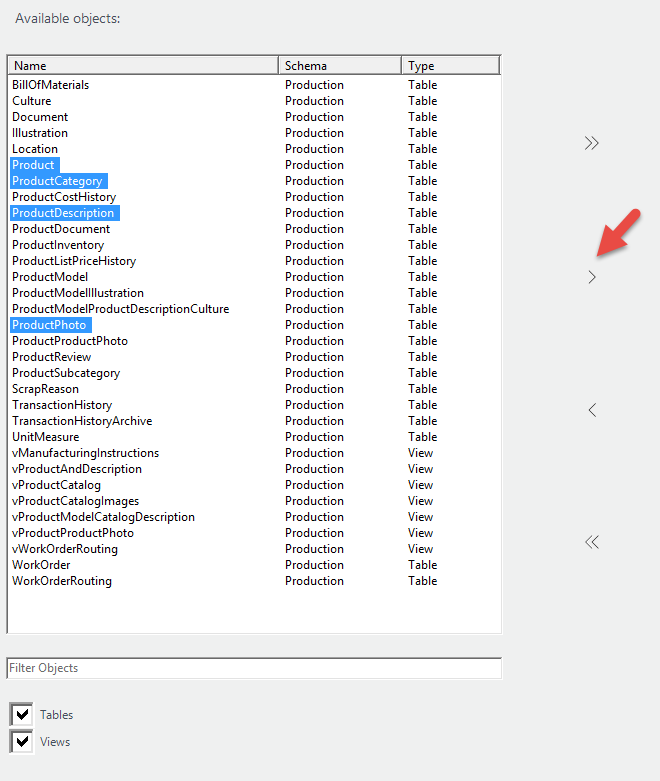 Available objects:
Name Schema Type
BillOfMaterials Production Table
Culture Production Table
Document Production Table
Illustration Production Table
Location Production Table
Product Production Table
ProductCategory Production Table
ProductCostHistory Production Table
ProductDescription Production Table
ProductDocument Production Table
ProductInventory Production Table
ProductListPriceHistory Production Table
ProductModel Production Table
ProductModelIllustration Production Table
ProductModelProductDescriptionCulture Production Table
ProductPhoto Production Table
ProductProductPhoto Production Table
ProductReview Production Table
ProductSubcategory Production Table
ScrapReason Production Table
TransactionHistory Production Table
TransactionHistoryArchive Production Table
UnitMeasure Production Table
vManufacturingInstructions Production View
vProductAndDescription Production View
vProductCatalog Production View
vProductCatalogImages Production View
vProductModelCatalogDescription Production View
vProductProductPhoto Production View
vWorkOrderRouting Production View
WorkOrder Production Table
WorkOrderRouting Production Table
Filter Objects
Tables
Views